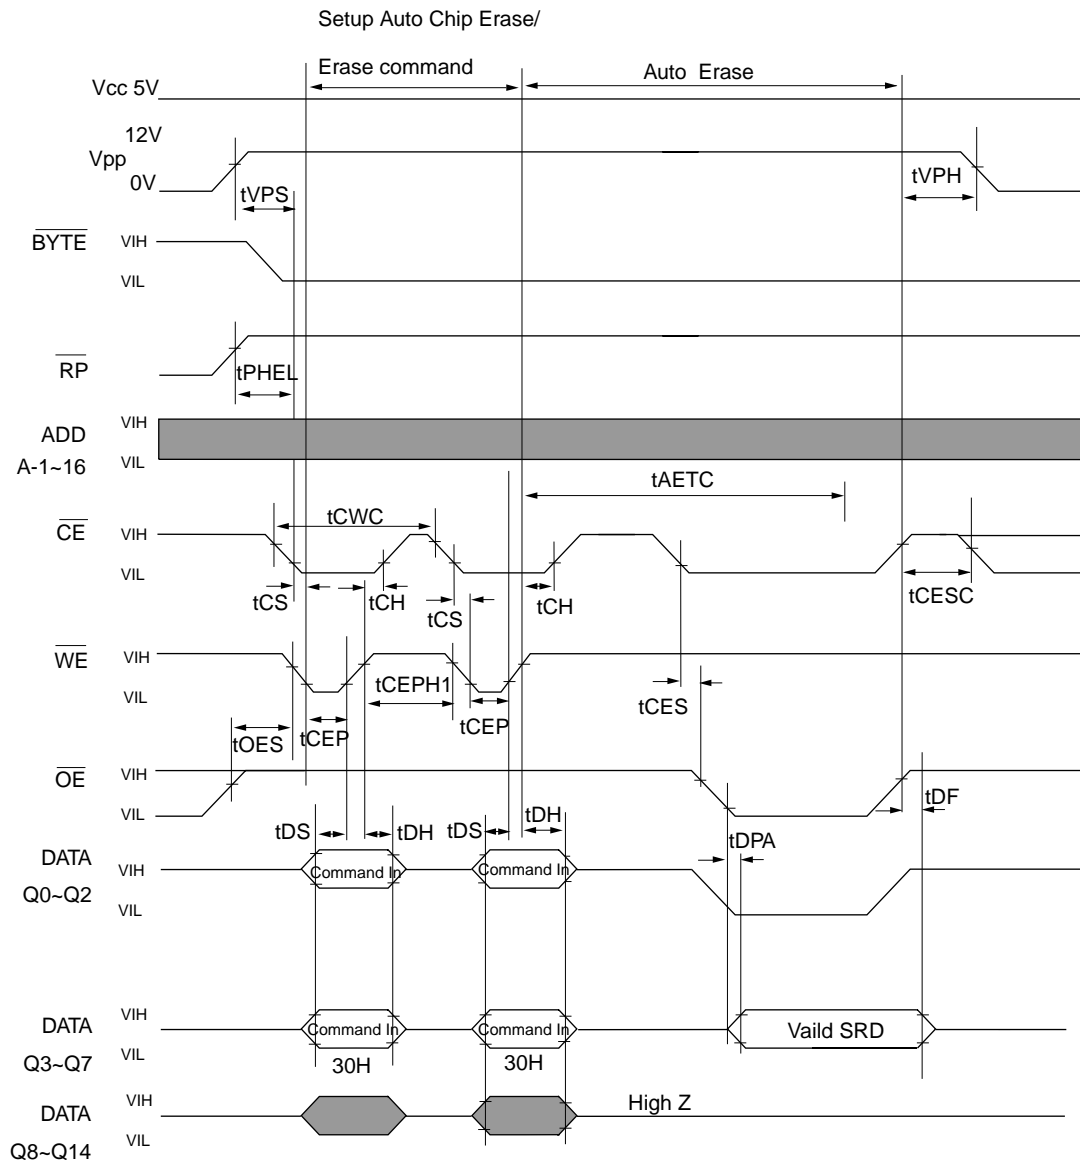 Setup Auto Chip Erase/
Erase command
Auto Erase
Vcc 5V
12V
Vpp
0V
tVPS
tVPH
BYTE
VIH
VIL
RP
tPHEL
ADD
VIH
A-1~16
VIL
tAETC
tCWC
CE
VIH
VIL
tCS
tCH
tCS
tCH
tCESC
WE
VIH
VIL
tCEPH1
tCES
tOES
tCEP
tCEP
OE
VIH
VIL
tDF
tDS
tDH
tDS
tDH
tDPA
DATA
VIH
Command In
Command In
Q0~Q2
VIL
DATA
VIH
Command In
Command In
Vaild SRD
Q3~Q7
VIL
30H
30H
DATA
VIH
High Z
Q8~Q14
VIL